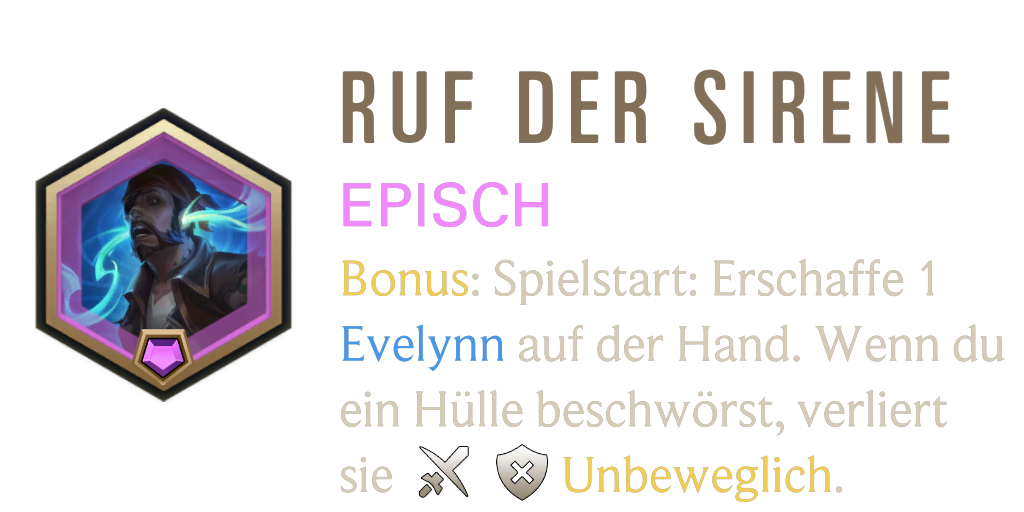 RUF DER SIRENE
EPISCH
Bonus: Spielstart: Erschaffe 1
Evelynn auf der Hand. Wenn du
ein Hülle beschwörst, verliert
sie Unbeweglich.